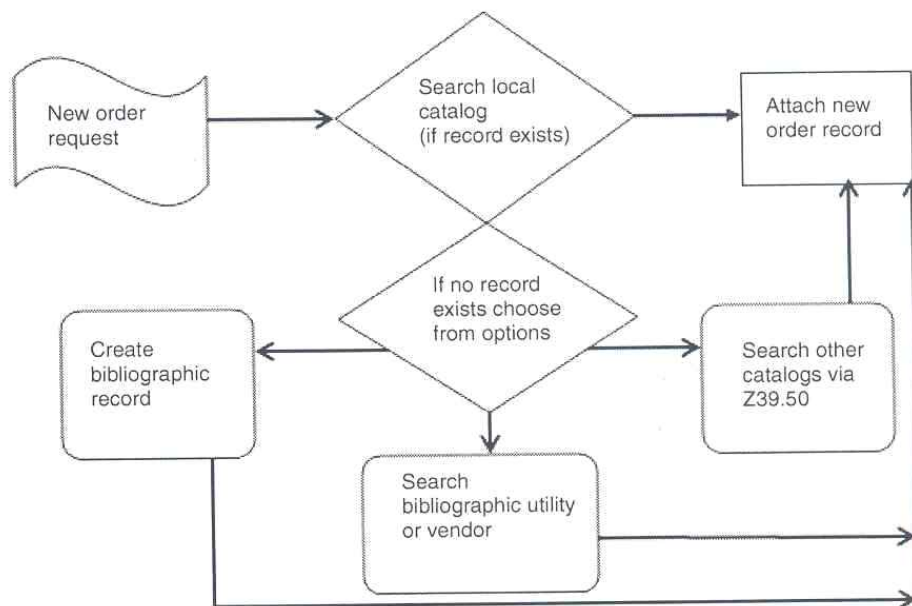 New order
request
Search local
catalog
(if record exists)
Attach new
order record
If no record
exists choose
from options
Create
bibliographic
record
Search other
catalogs via
Z39.50
Search
bibliographic utility
or vendor